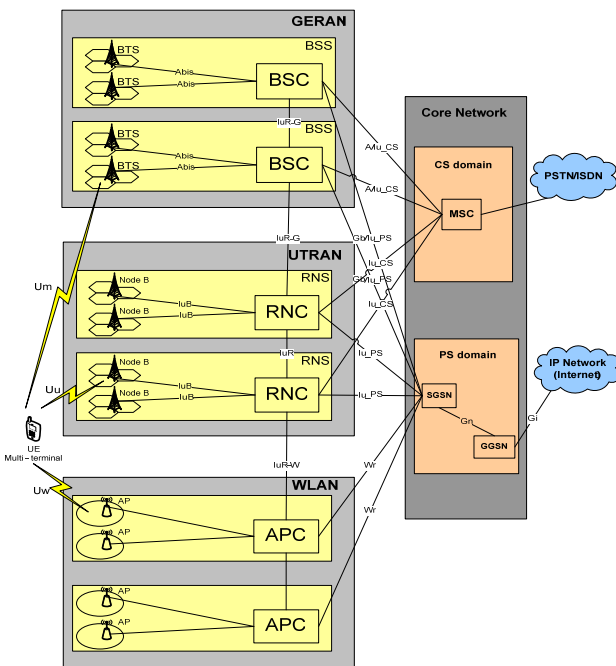 GERAN
BSS
BTS
BTS
Abis
Abis
BSC
IuR-G
BSS
BTS
BTS
Abis
Abis
BSC
IuR-G
Core Network
CS domain
MSC
PSTN/ISDN
A/Iu_CS
A/Iu_CS
Gb/Iu_PS
Iu_CS
Gb/Iu_PS
Iu_CS
UTRAN
RNS
Node B
Node B
IuB
IuB
RNC
IuR
RNS
Node B
Node B
IuB
IuB
RNC
Iu_PS
Iu_PS
PS domain
SGSN
Gn
GGSN
Gi
IP Network
(Internet)
Um
Uu
UE
Multi-terminal
Uw
IuR-W
WLAN
AP
AP
APC
Wr
Wr
AP
AP
APC